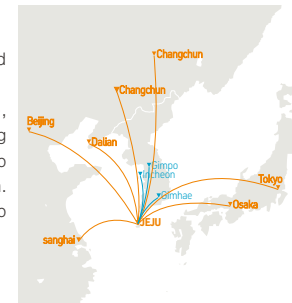 d
,
g
o
.
o
Changchun
Changchun
Beijing
Dalian
Gimpo
Incheon
Gimhae
Tokyo
Osaka
JEJU
sanghai